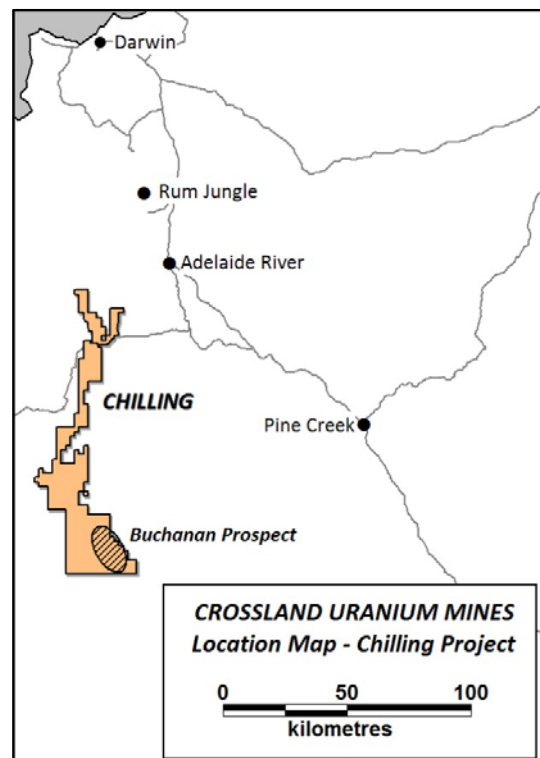 Darwin
Rum Jungle
Adelaide River
CHILLING
Pine Creek
Buchanan Prospect
CROSSLAND URANIUM MINES
Location Map - Chilling Project
0 50 100
kilometres